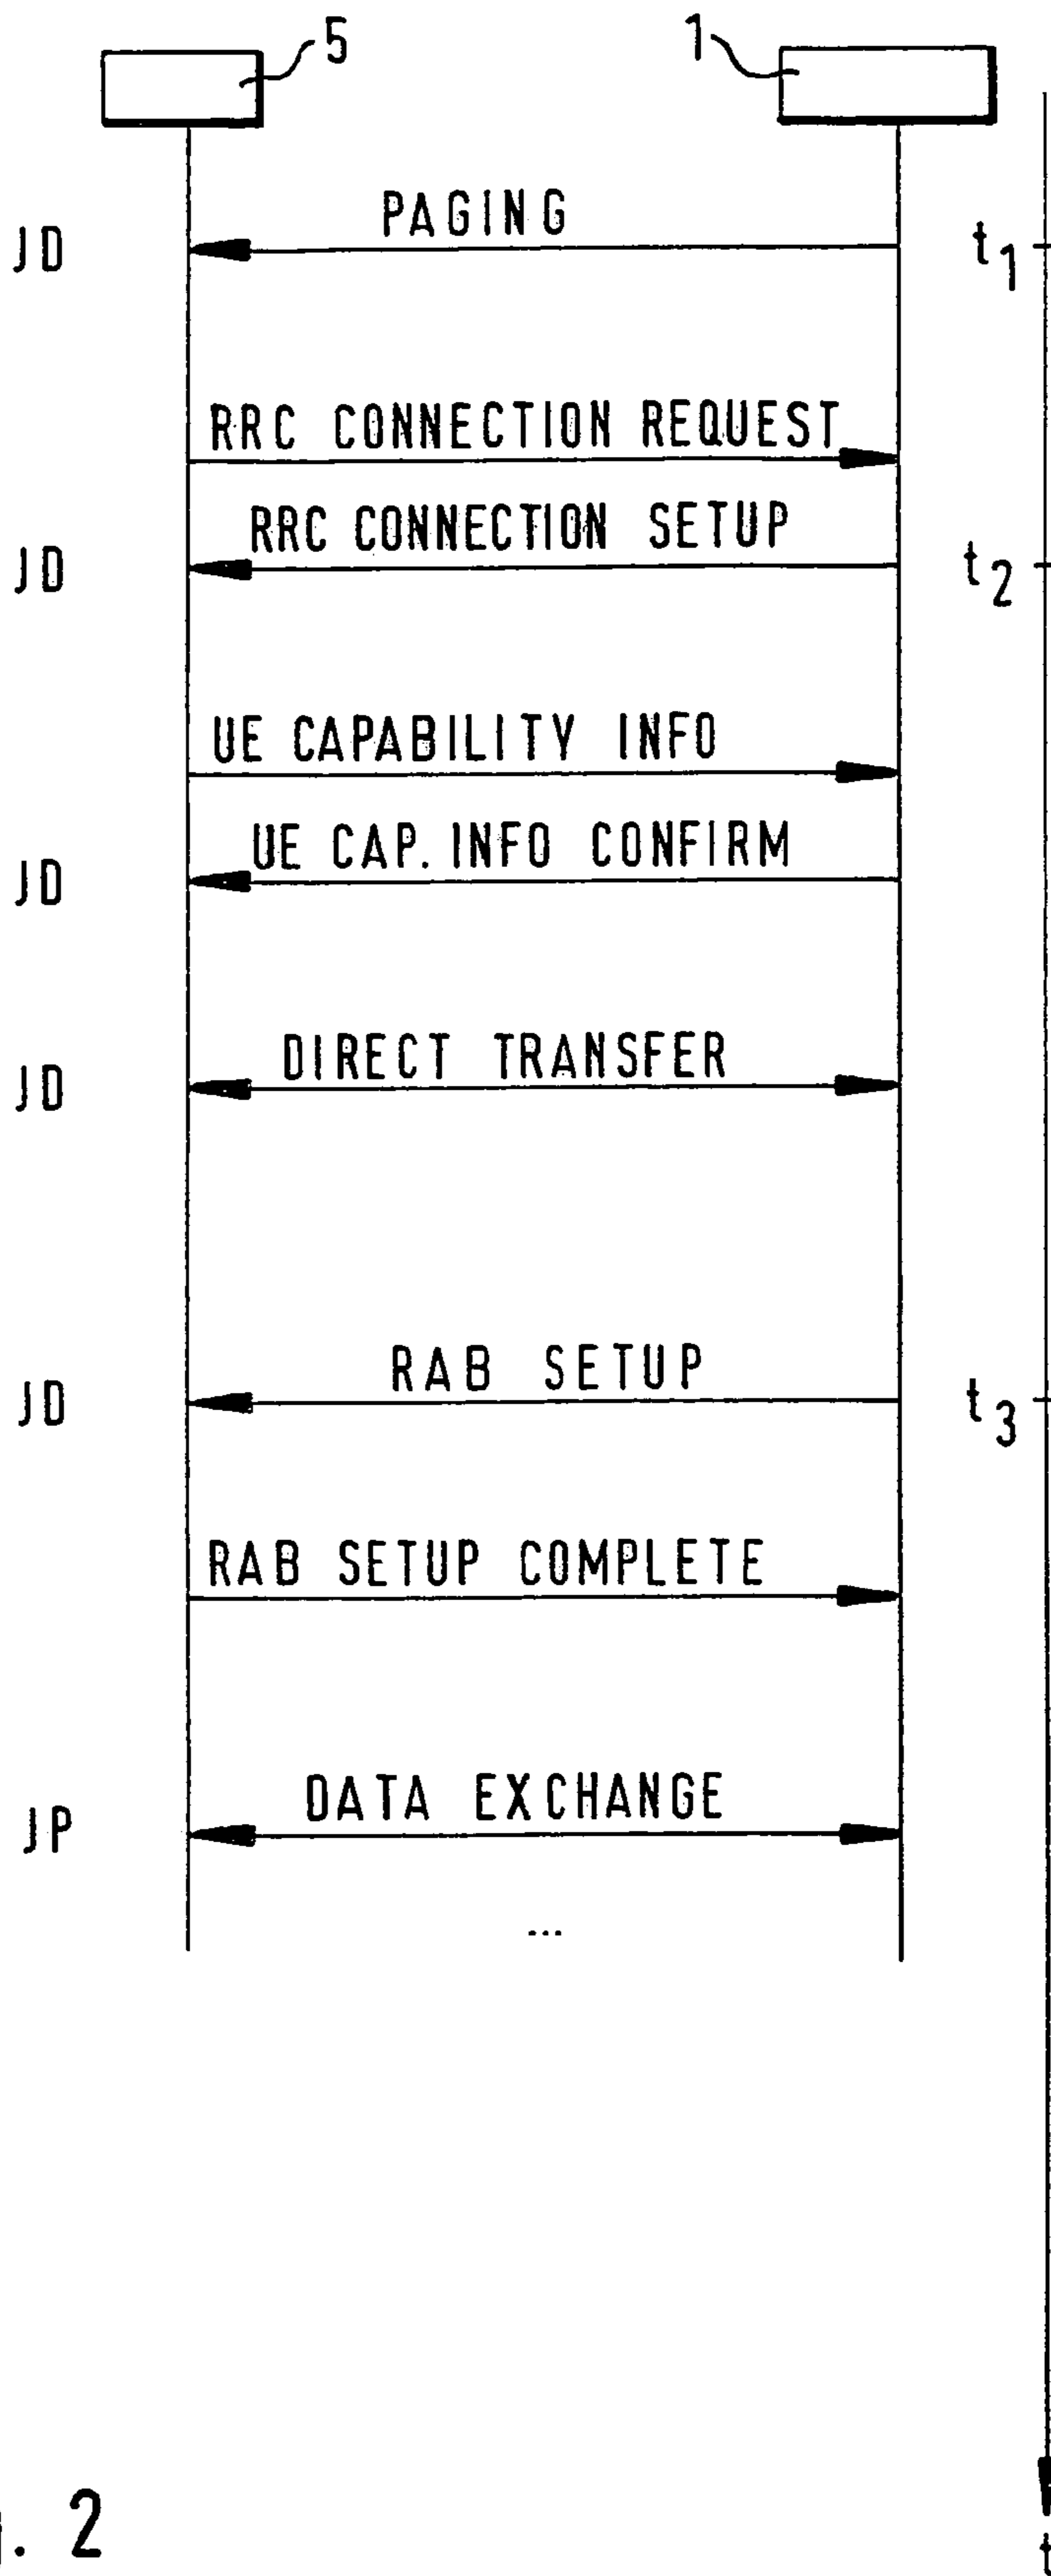 5
1
PAGING
JD
t1
RRC CONNECTION REQUEST
RRC CONNECTION SETUP
JD
t2
UE CAPABILITY INFO
UE CAP. INFO CONFIRM
JD
DIRECT TRANSFER
JD
RAB SETUP
JD
t3
RAB SETUP COMPLETE
DATA EXCHANGE
JP
...
. 2
t